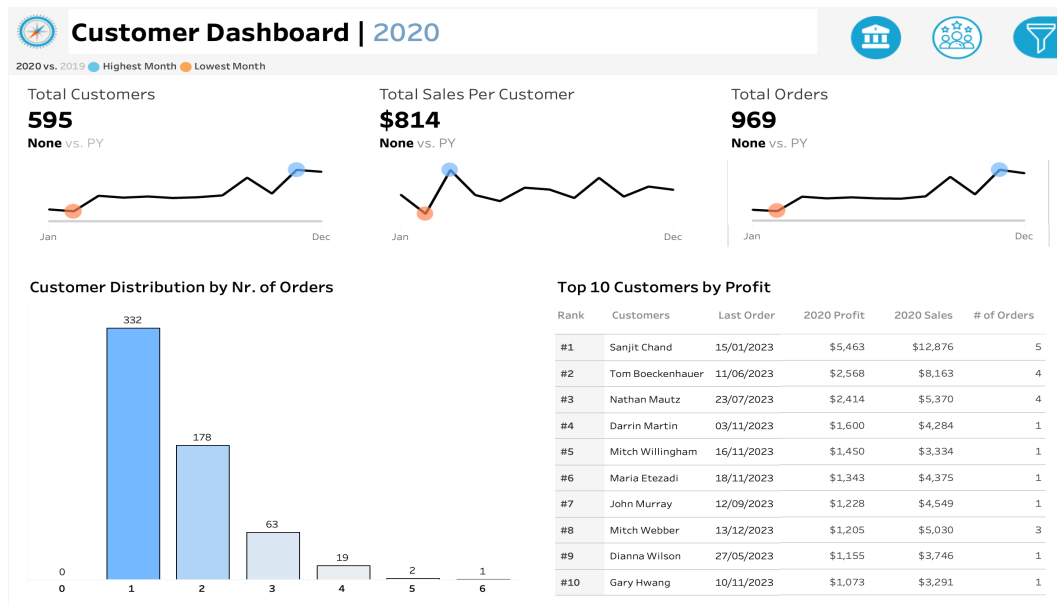 Customer Dashboard | 2020
2020 vs. 2019 Highest Month Lowest Month
Total Customers
595
None vs. PY
Jan Dec
Total Sales Per Customer
$814
None vs. PY
Jan Dec
Total Orders
969
None vs. PY
Jan Dec
Customer Distribution by Nr. of Orders
332
178
63
19
2
1
0
0 1 2 3 4 5 6
Top 10 Customers by Profit
Rank Customers Last Order 2020 Profit 2020 Sales # of Orders
#1 Sanjit Chand 15/01/2023 $5,463 $12,876 5
#2 Tom Boeckenhauer 11/06/2023 $2,568 $8,163 4
#3 Nathan Mautz 23/07/2023 $2,414 $5,370 4
#4 Darrin Martin 03/11/2023 $1,600 $4,284 1
#5 Mitch Willingham 16/11/2023 $1,450 $3,334 1
#6 Maria Etezadi 18/11/2023 $1,343 $4,375 1
#7 John Murray 12/09/2023 $1,228 $4,549 1
#8 Mitch Webber 13/12/2023 $1,205 $5,030 3
#9 Dianna Wilson 27/05/2023 $1,155 $3,746 1
#10 Gary Hwang 10/11/2023 $1,073 $3,291 1